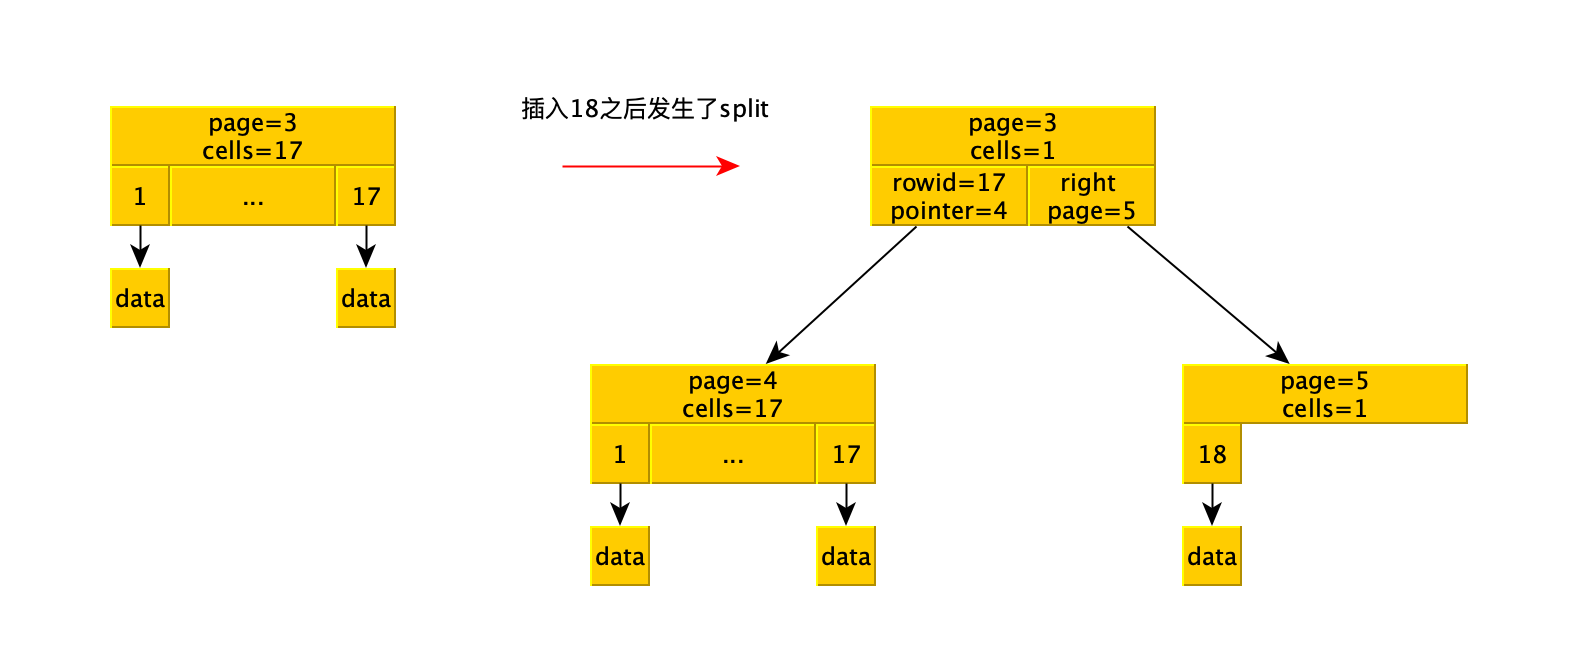 page=3
cells=17
1
...
17
data
data
插入18之后发生了split
page=3
cells=1
rowid=17
pointer=4
right
page=5
page=4
cells=17
1
...
17
data
data
page=5
cells=1
18
data